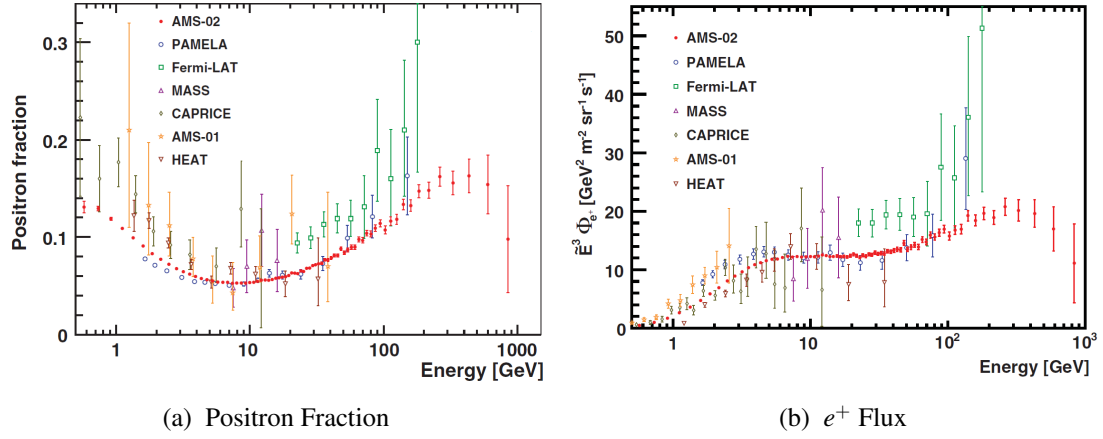 Positron fraction
0.3
0.2
0.1
0
AMS-02
PAMELA
Fermi-LAT
MASS
CAPRICE
AMS-01
HEAT
1 10 100 1000
Energy [GeV]
(a) Positron Fraction
Ẽ³ Φₑ⁺ [GeV² m⁻² sr⁻¹ s⁻¹]
50
40
30
20
10
0
AMS-02
PAMELA
Fermi-LAT
MASS
CAPRICE
AMS-01
HEAT
1 10 10² 10³
Energy [GeV]
(b) e⁺ Flux